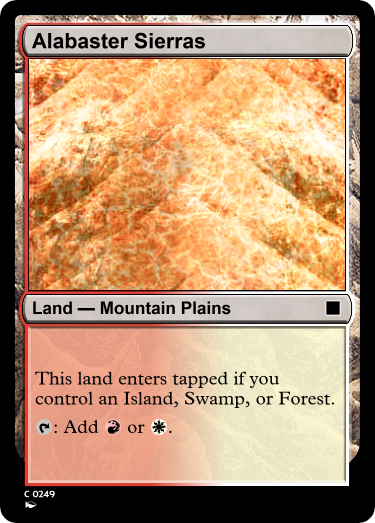 Alabaster Sierras
Land — Mountain Plains
This land enters tapped if you
control an Island, Swamp, or Forest.
: Add or .
C 0249